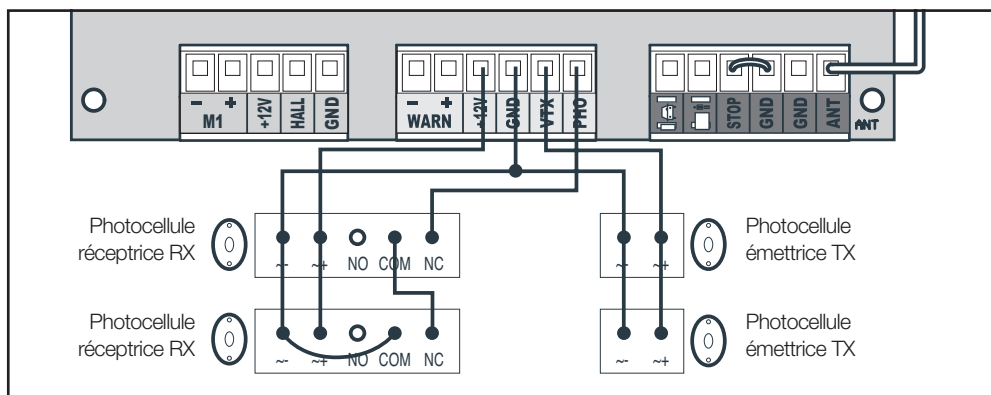 - + M1 +12V HALL GND
- + WARN +12V GND VTX PHO
STOP GND GND ANT
ANT
Photocellule
réceptrice RX
~- ~+ NO COM NC
~- ~+
Photocellule
émettrice TX
Photocellule
réceptrice RX
~- ~+ NO COM NC
~- ~+
Photocellule
émettrice TX